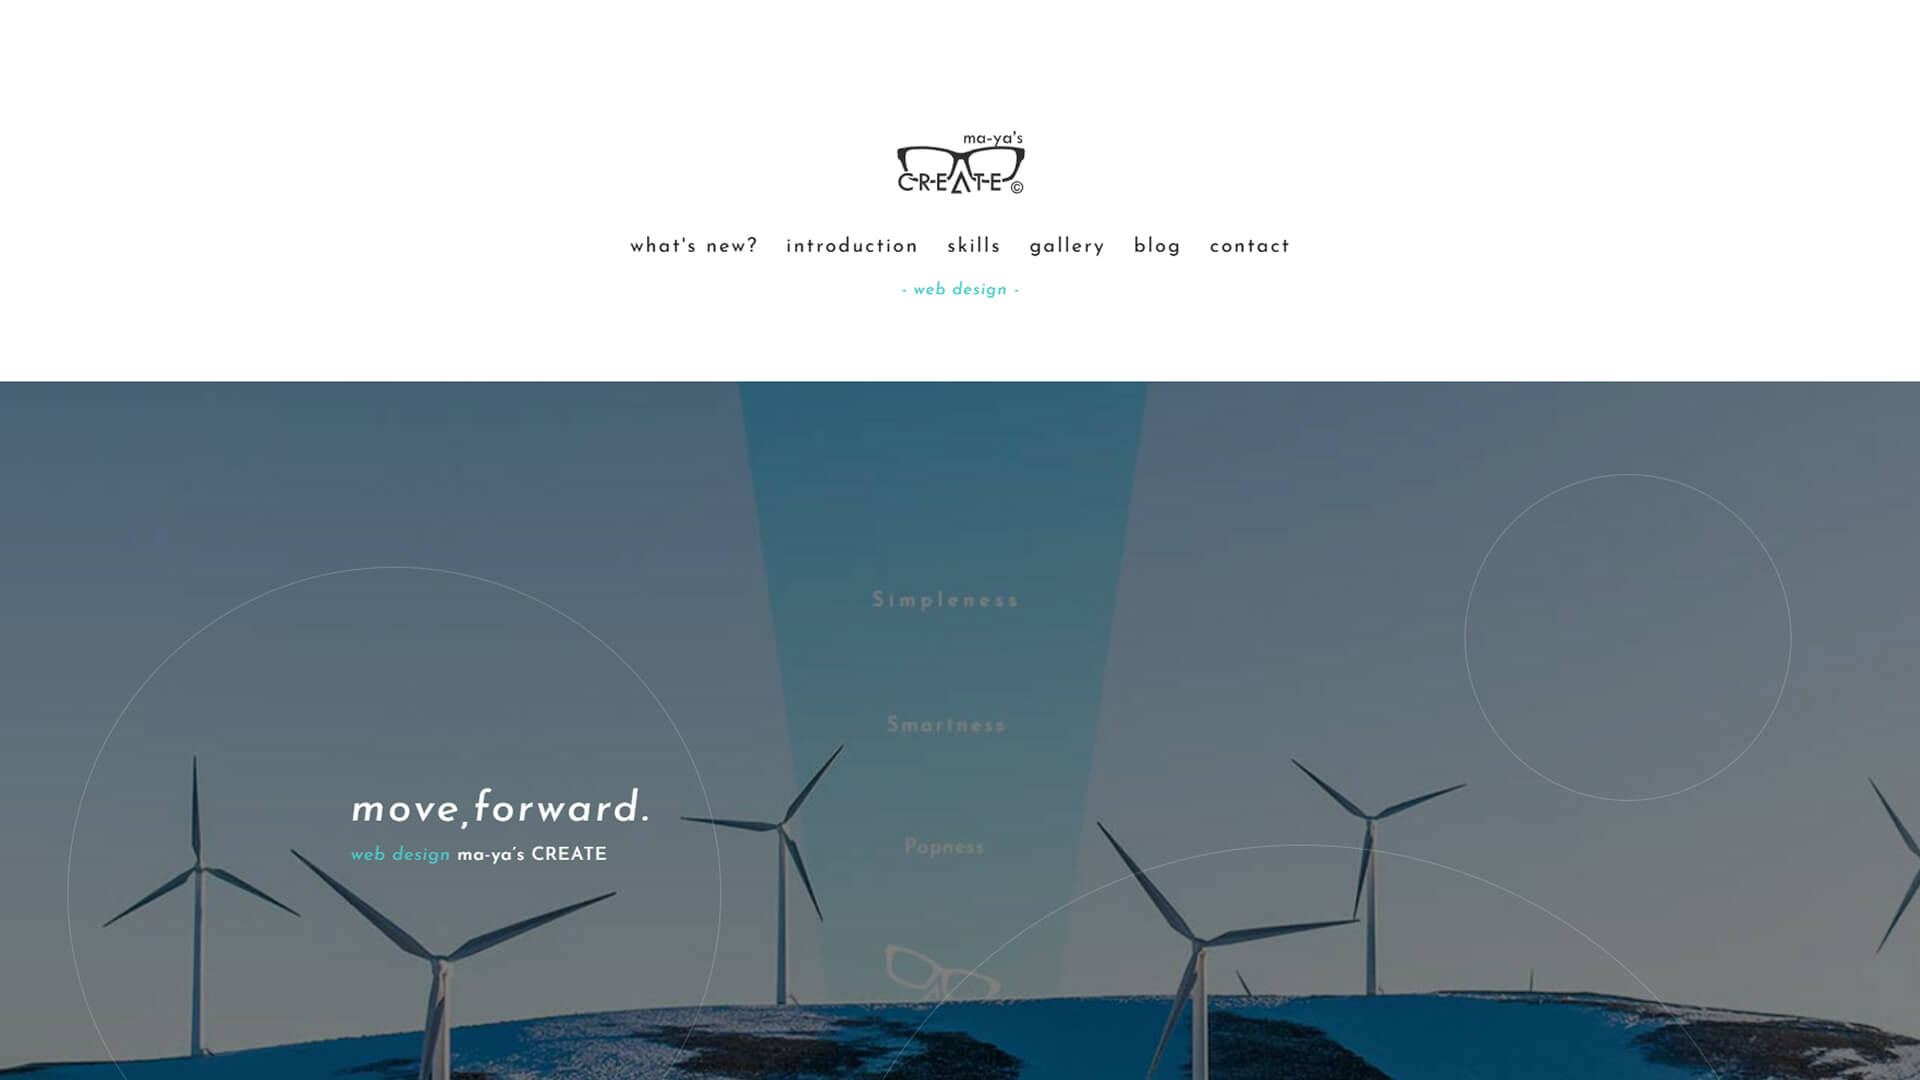 ma-ya's
CREATE ©
what's new? introduction skills gallery blog contact
- web design -
Simpleness
Smartness
Popness
move,forward.
web design ma-ya's CREATE